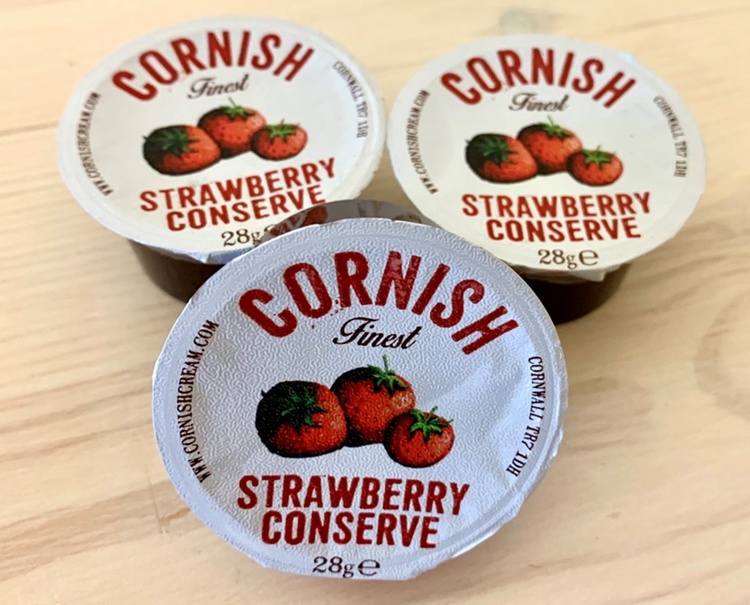 CORNISH
Finest
WWW.CORNISHCREAM.COM
CORNWALL TR7 1DH
STRAWBERRY
CONSERVE
28g
CORNISH
Finest
WWW.CORNISHCREAM.COM
CORNWALL TR7 1DH
STRAWBERRY
CONSERVE
28g℮
CORNISH
Finest
WWW.CORNISHCREAM.COM
CORNWALL TR7 1DH
STRAWBERRY
CONSERVE
28g℮